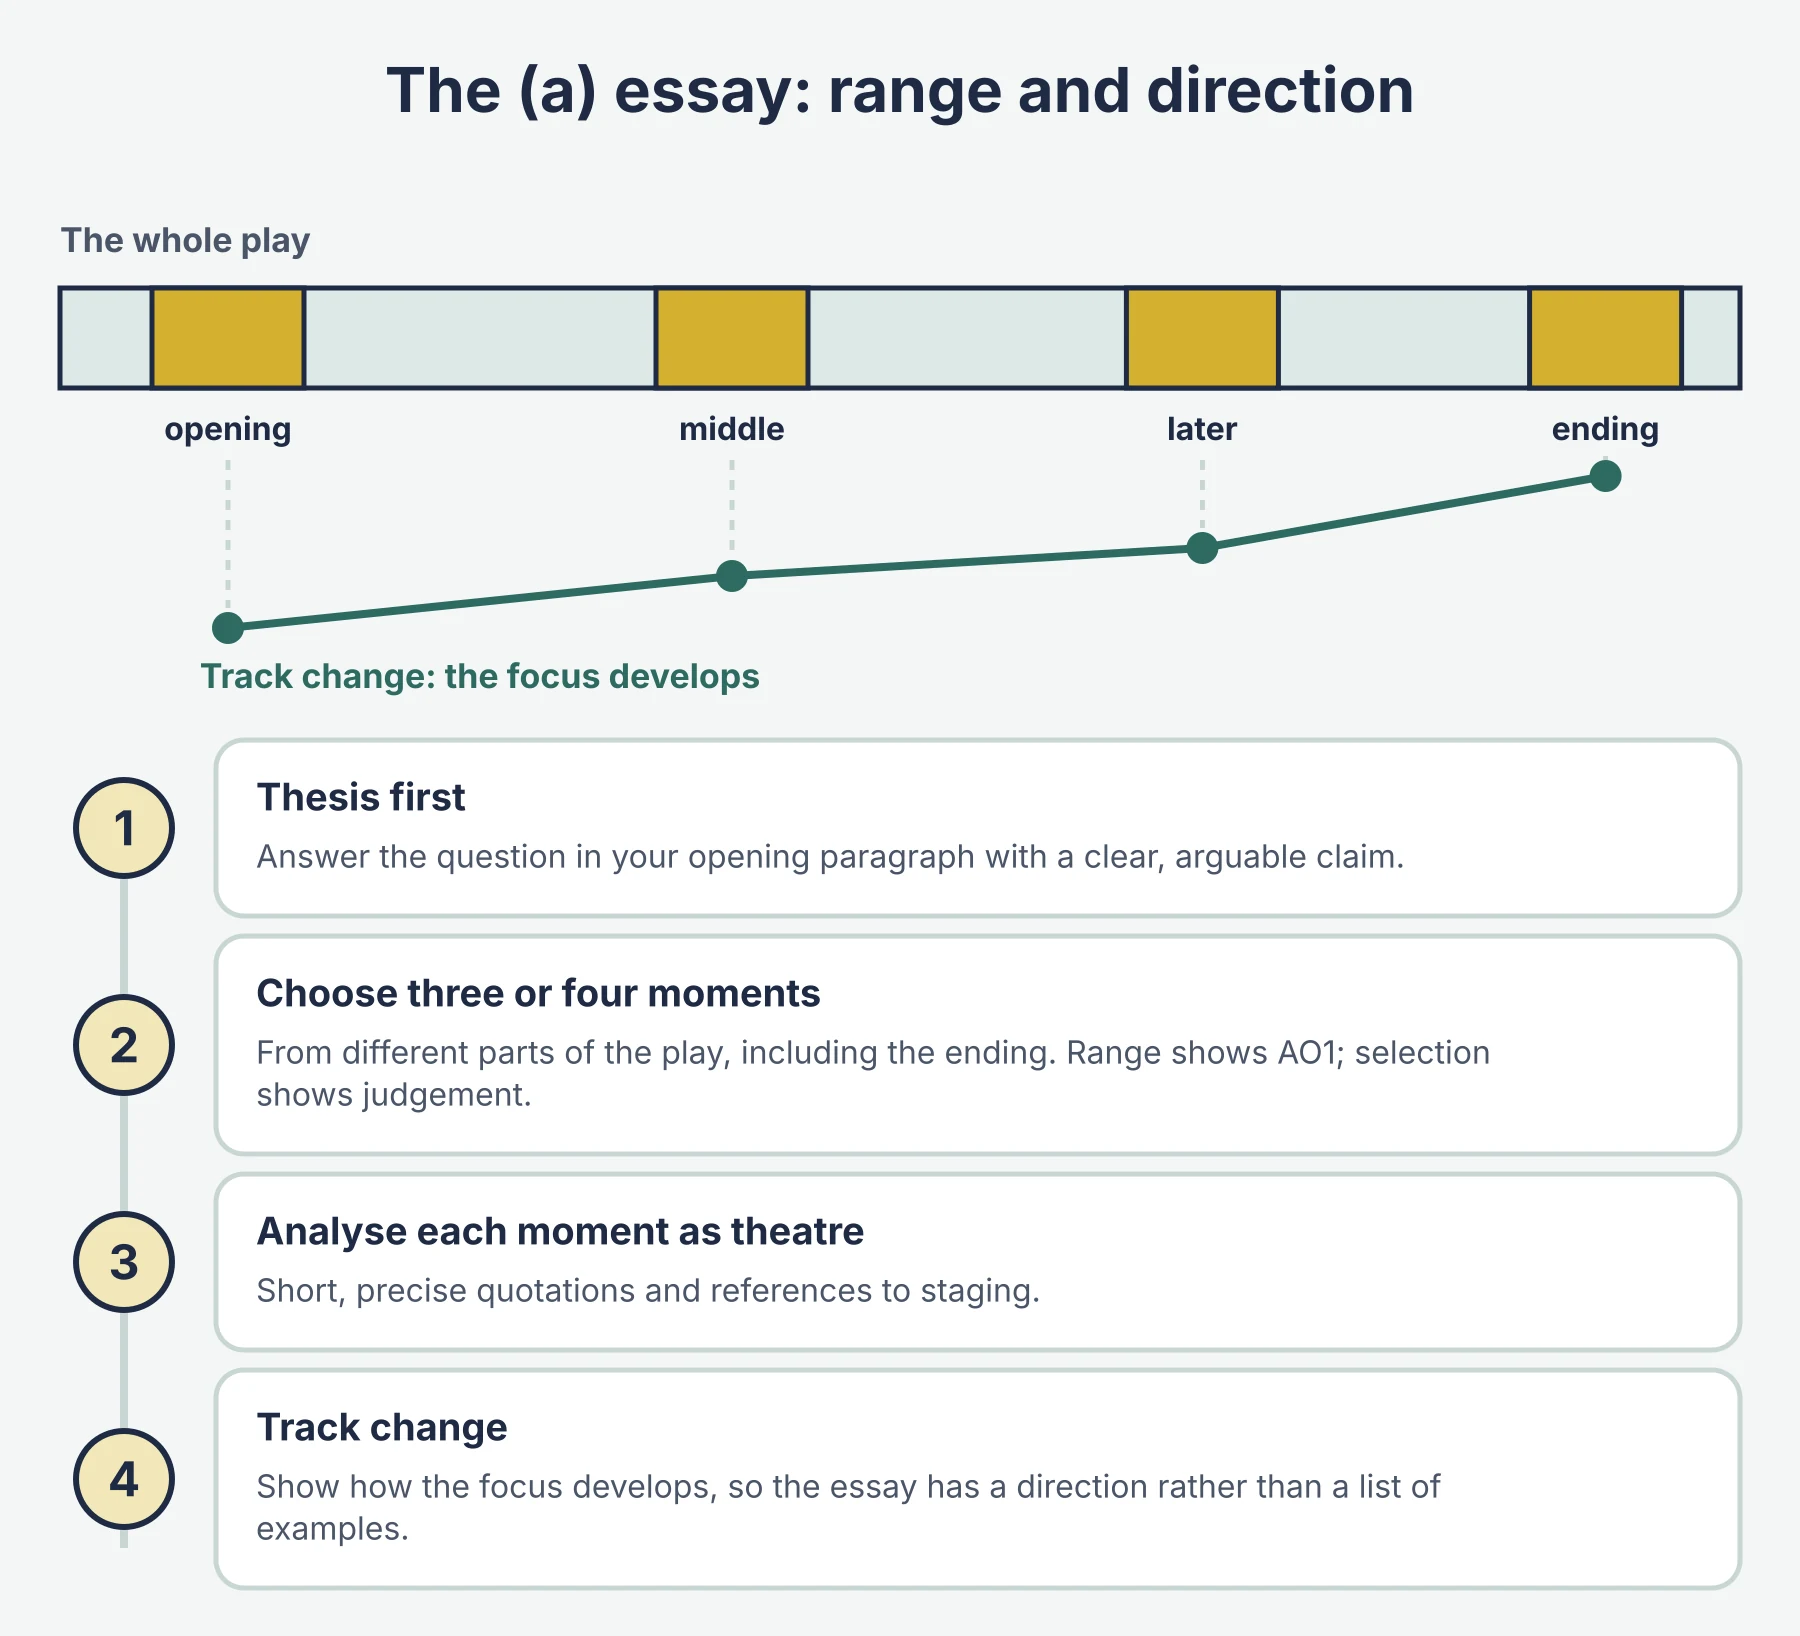 The (a) essay: range and direction
The whole play
opening
middle
later
ending
Track change: the focus develops
1
Thesis first
Answer the question in your opening paragraph with a clear, arguable claim.
2
Choose three or four moments
From different parts of the play, including the ending. Range shows AO1; selection
shows judgement.
3
Analyse each moment as theatre
Short, precise quotations and references to staging.
4
Track change
Show how the focus develops, so the essay has a direction rather than a list of
examples.